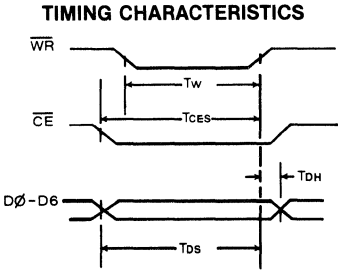 TIMING CHARACTERISTICS
WR
TW
TCES
CE
TDH
DØ-D6
TDS